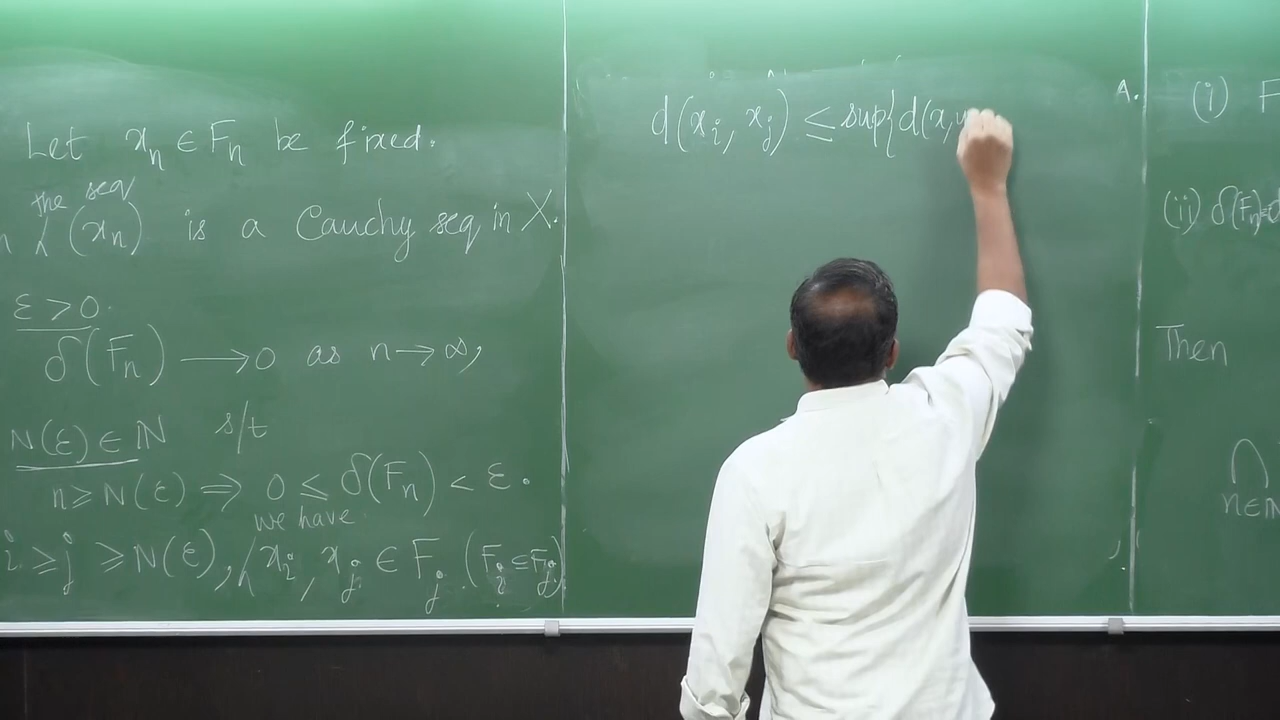 Let xₙ ∈ Fₙ be fixed.
the seq
(xₙ) is a Cauchy seq in X.
ε > 0.
δ(Fₙ) ⟶ 0 as n → ∞,
N(ε) ∈ ℕ s/t
n ≥ N(ε) ⇒ 0 ≤ δ(Fₙ) < ε.
we have
i ≥ j ≥ N(ε), xᵢ, xⱼ ∈ Fⱼ (Fᵢ ⊆ Fⱼ)
d(xᵢ, xⱼ) ≤ sup{d(x,
A. (i) F
(ii) δ(Fₙ)
Then
⋂
n∈ℕ